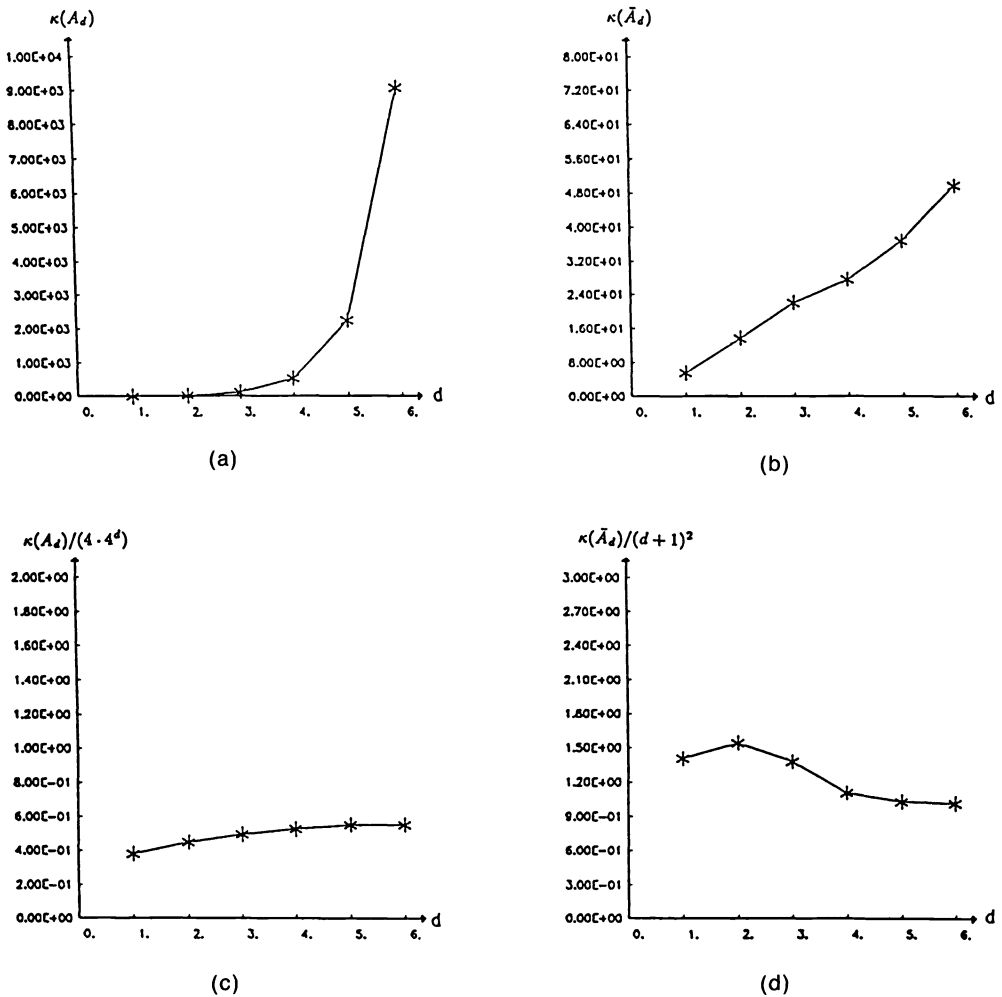 κ(A_d)
1.00E+04
9.00E+03
8.00E+03
7.00E+03
6.00E+03
5.00E+03
4.00E+03
3.00E+03
2.00E+03
1.00E+03
0.00E+00
0. 1. 2. 3. 4. 5. 6. d
(a)
κ(Ā_d)
8.00E+01
7.20E+01
6.40E+01
5.60E+01
4.80E+01
4.00E+01
3.20E+01
2.40E+01
1.60E+01
8.00E+00
0.00E+00
0. 1. 2. 3. 4. 5. 6. d
(b)
κ(A_d)/(4 · 4^d)
2.00E+00
1.80E+00
1.60E+00
1.40E+00
1.20E+00
1.00E+00
8.00E-01
6.00E-01
4.00E-01
2.00E-01
0.00E+00
0. 1. 2. 3. 4. 5. 6. d
(c)
κ(Ā_d)/(d + 1)²
3.00E+00
2.70E+00
2.40E+00
2.10E+00
1.80E+00
1.50E+00
1.20E+00
9.00E-01
6.00E-01
3.00E-01
0.00E+00
0. 1. 2. 3. 4. 5. 6. d
(d)